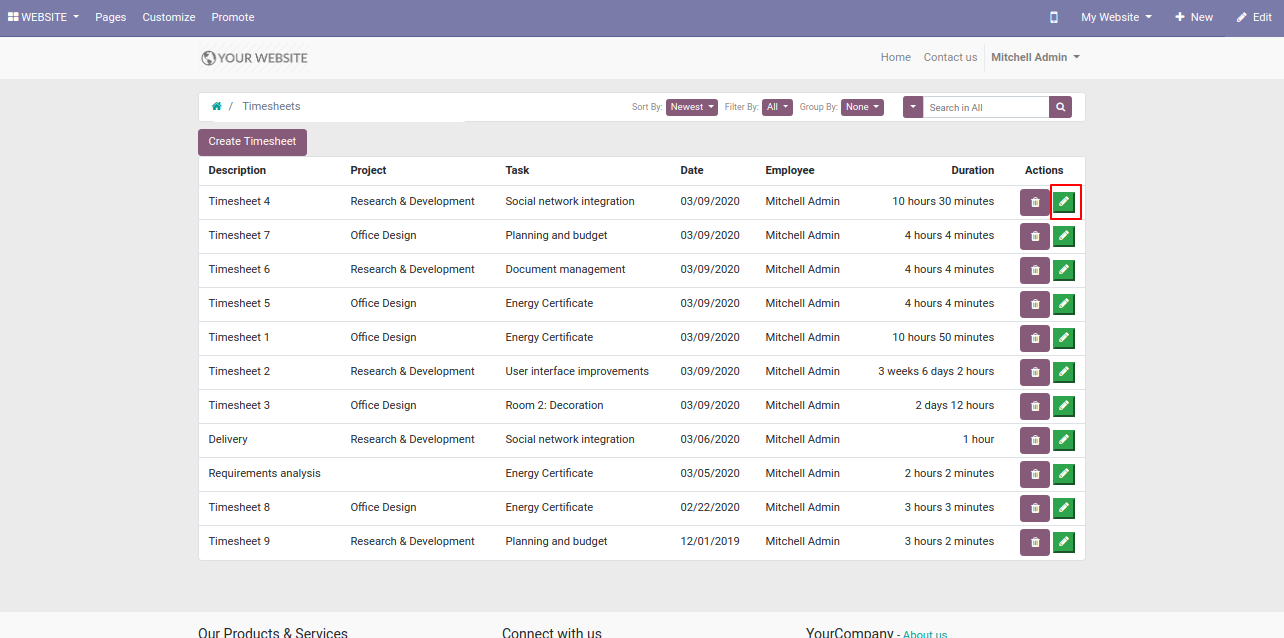 WEBSITE Pages Customize Promote My Website New Edit
YOUR WEBSITE Home Contact us Mitchell Admin
/ Timesheets Sort By: Newest Filter By: All Group By: None Search in All
Create Timesheet
Description Project Task Date Employee Duration Actions
Timesheet 4 Research & Development Social network integration 03/09/2020 Mitchell Admin 10 hours 30 minutes
Timesheet 7 Office Design Planning and budget 03/09/2020 Mitchell Admin 4 hours 4 minutes
Timesheet 6 Research & Development Document management 03/09/2020 Mitchell Admin 4 hours 4 minutes
Timesheet 5 Office Design Energy Certificate 03/09/2020 Mitchell Admin 4 hours 4 minutes
Timesheet 1 Office Design Energy Certificate 03/09/2020 Mitchell Admin 10 hours 50 minutes
Timesheet 2 Research & Development User interface improvements 03/09/2020 Mitchell Admin 3 weeks 6 days 2 hours
Timesheet 3 Office Design Room 2: Decoration 03/09/2020 Mitchell Admin 2 days 12 hours
Delivery Research & Development Social network integration 03/06/2020 Mitchell Admin 1 hour
Requirements analysis Energy Certificate 03/05/2020 Mitchell Admin 2 hours 2 minutes
Timesheet 8 Office Design Energy Certificate 02/22/2020 Mitchell Admin 3 hours 3 minutes
Timesheet 9 Research & Development Planning and budget 12/01/2019 Mitchell Admin 3 hours 2 minutes
Our Products & Services Connect with us YourCompany - About us